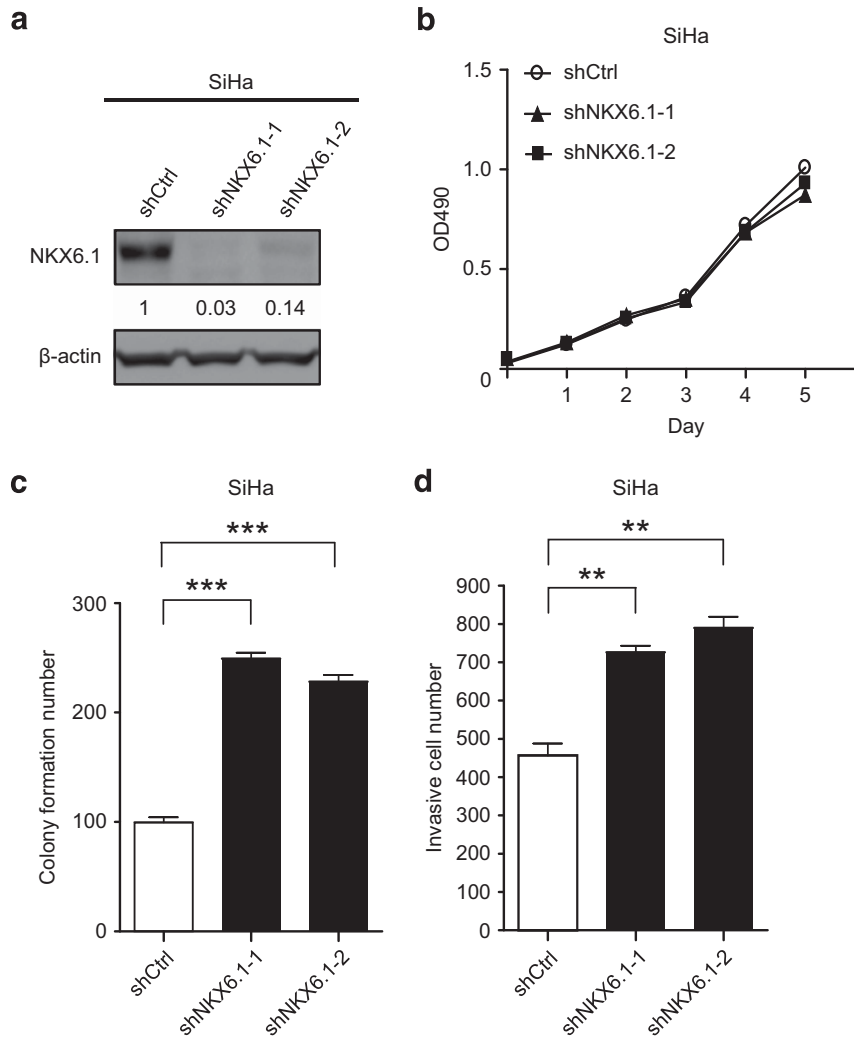 a
SiHa
shCtrl
shNKX6.1-1
shNKX6.1-2
NKX6.1
1 0.03 0.14
β-actin
b
SiHa
shCtrl
shNKX6.1-1
shNKX6.1-2
OD490
1.5
1.0
0.5
0
1 2 3 4 5
Day
c
SiHa
***
***
Colony formation number
300
200
100
0
shCtrl
shNKX6.1-1
shNKX6.1-2
d
SiHa
**
**
Invasive cell number
900
800
700
600
500
400
300
200
100
0
shCtrl
shNKX6.1-1
shNKX6.1-2